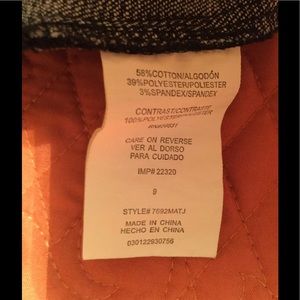 58%COTTON/ALGODÓN
39%POLYESTER/POLIESTER
3%SPANDEX/SPANDEX
CONTRAST/CONTRASTE
100%POLYESTER/POLIESTER
CARE ON REVERSE
VER AL DORSO
PARA CUIDADO
IMP# 22320
9
STYLE# 7692MATJ
MADE IN CHINA
HECHO EN CHINA
030122930756